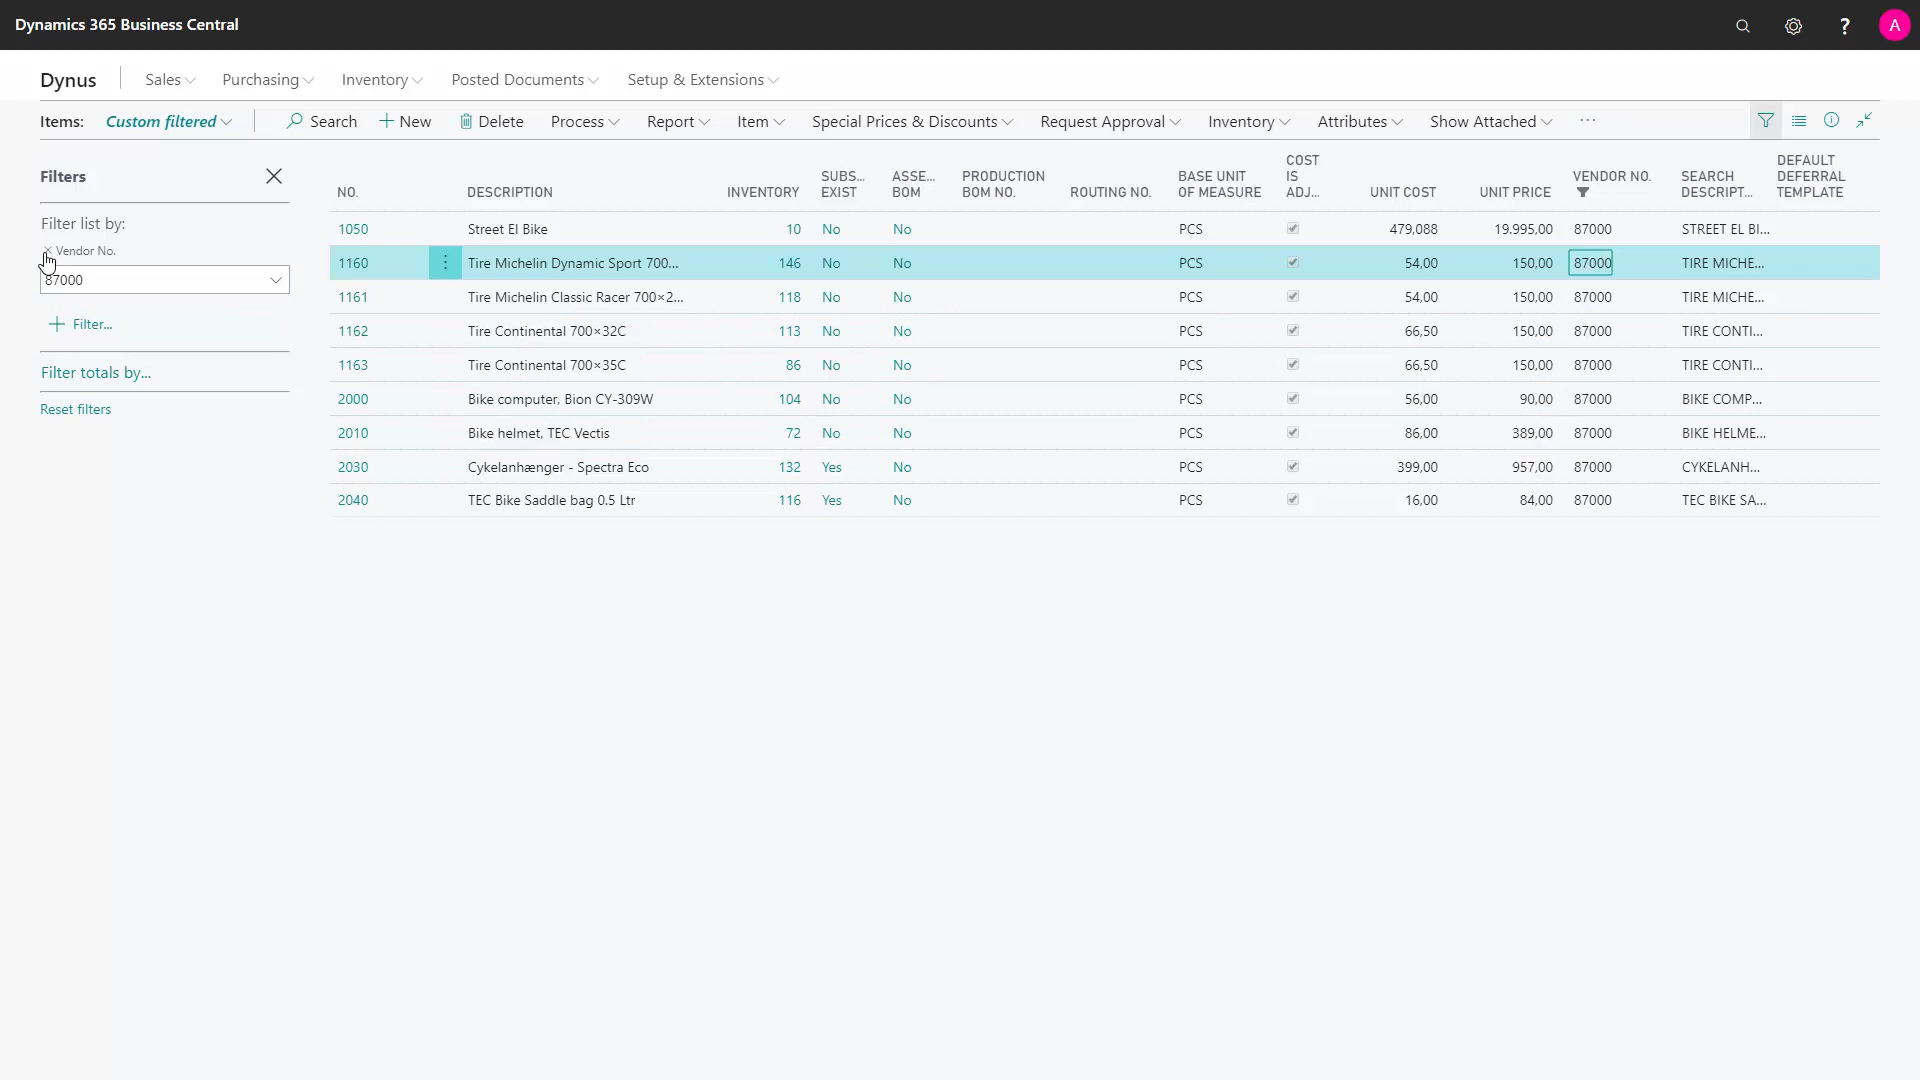 Dynamics 365 Business Central
? A
Dynus Sales Purchasing Inventory Posted Documents Setup & Extensions
Items: Custom filtered Search New Delete Process Report Item Special Prices & Discounts Request Approval Inventory Attributes Show Attached ...
Filters
Filter list by:
Vendor No.
87000
Filter...
Filter totals by...
Reset filters
NO. DESCRIPTION INVENTORY SUBS... EXIST ASSE... BOM PRODUCTION BOM NO. ROUTING NO. BASE UNIT OF MEASURE COST IS ADJ... UNIT COST UNIT PRICE VENDOR NO. SEARCH DESCRIPT... DEFAULT DEFERRAL TEMPLATE
1050 Street El Bike 10 No No PCS 479,088 19.995,00 87000 STREET EL BI...
1160 Tire Michelin Dynamic Sport 700... 146 No No PCS 54,00 150,00 87000 TIRE MICHE...
1161 Tire Michelin Classic Racer 700×2... 118 No No PCS 54,00 150,00 87000 TIRE MICHE...
1162 Tire Continental 700×32C 113 No No PCS 66,50 150,00 87000 TIRE CONTI...
1163 Tire Continental 700×35C 86 No No PCS 66,50 150,00 87000 TIRE CONTI...
2000 Bike computer, Bion CY-309W 104 No No PCS 56,00 90,00 87000 BIKE COMP...
2010 Bike helmet, TEC Vectis 72 No No PCS 86,00 389,00 87000 BIKE HELME...
2030 Cykelanhænger - Spectra Eco 132 Yes No PCS 399,00 957,00 87000 CYKELANH...
2040 TEC Bike Saddle bag 0.5 Ltr 116 Yes No PCS 16,00 84,00 87000 TEC BIKE SA...